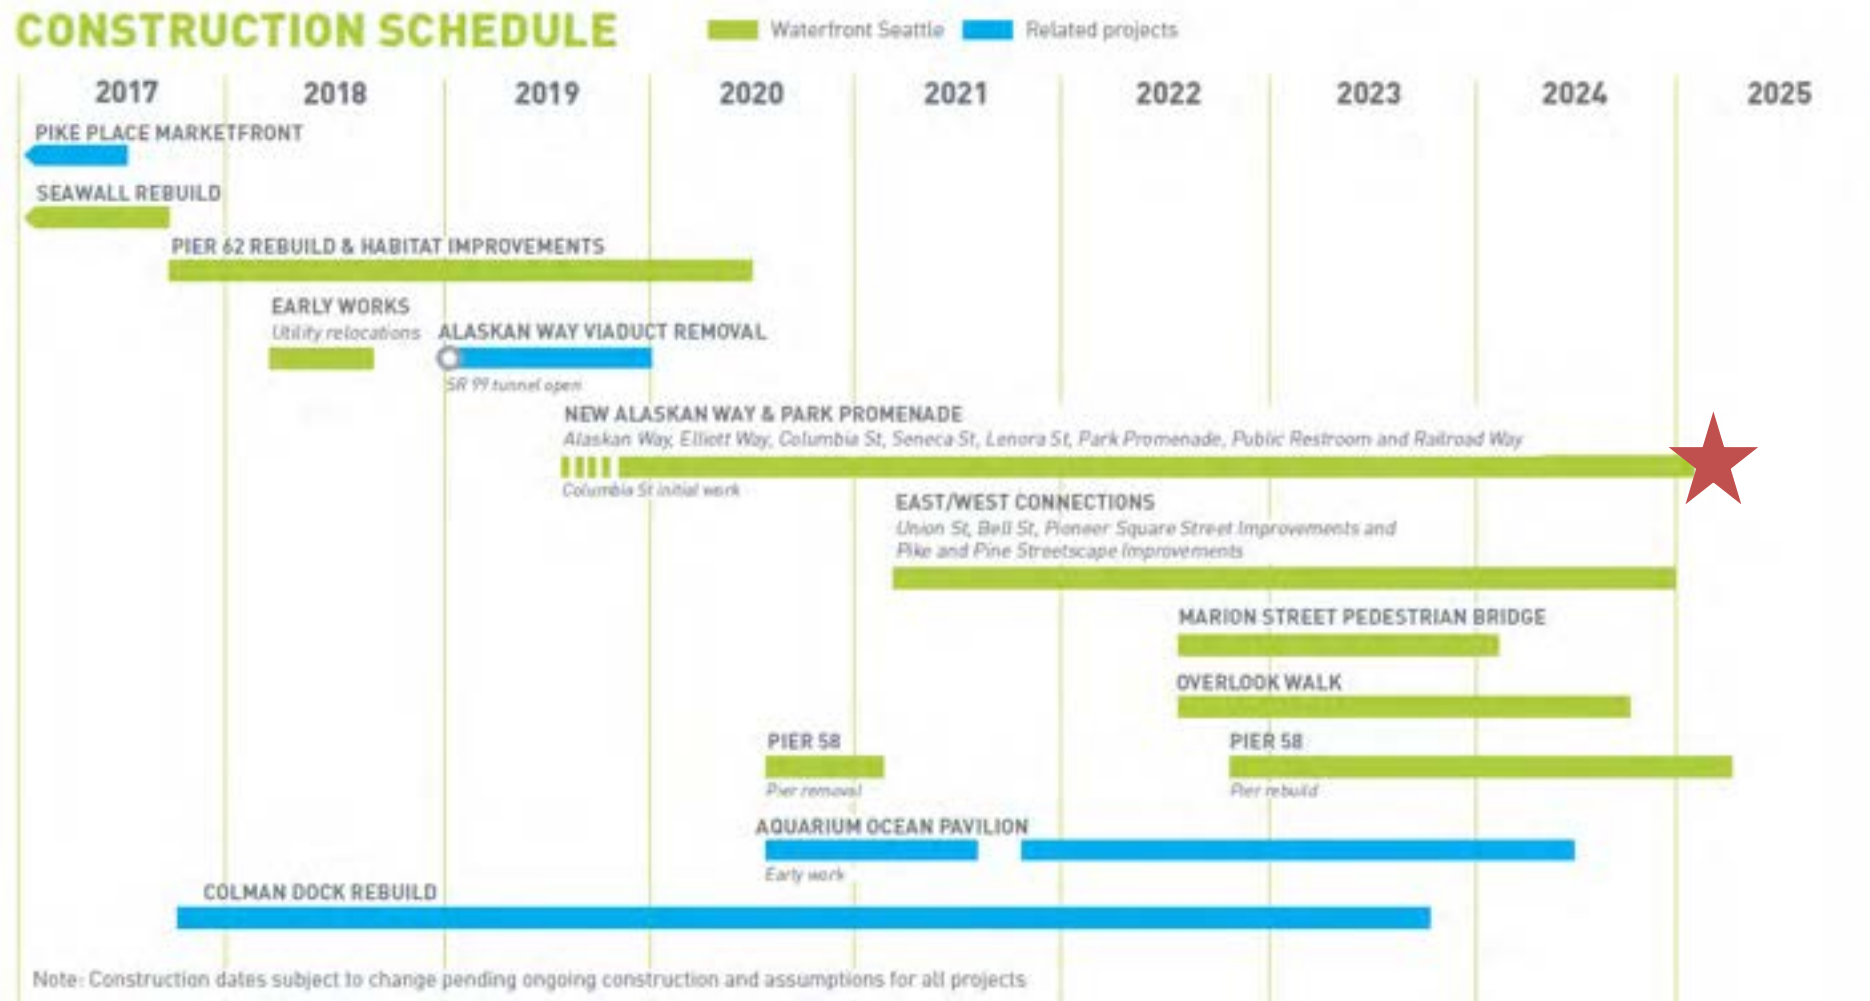 CONSTRUCTION SCHEDULE
Waterfront Seattle
Related projects
2017 2018 2019 2020 2021 2022 2023 2024 2025
PIKE PLACE MARKETFRONT
SEAWALL REBUILD
PIER 62 REBUILD & HABITAT IMPROVEMENTS
EARLY WORKS
Utility relocations
ALASKAN WAY VIADUCT REMOVAL
SR 99 tunnel open
NEW ALASKAN WAY & PARK PROMENADE
Alaskan Way, Elliott Way, Columbia St, Seneca St, Lenora St, Park Promenade, Public Restroom and Railroad Way
Columbia St initial work
EAST/WEST CONNECTIONS
Union St, Bell St, Pioneer Square Street Improvements and
Pike and Pine Streetscape Improvements
MARION STREET PEDESTRIAN BRIDGE
OVERLOOK WALK
PIER 58
Pier removal
PIER 58
Pier rebuild
AQUARIUM OCEAN PAVILION
Early work
COLMAN DOCK REBUILD
Note: Construction dates subject to change pending ongoing construction and assumptions for all projects